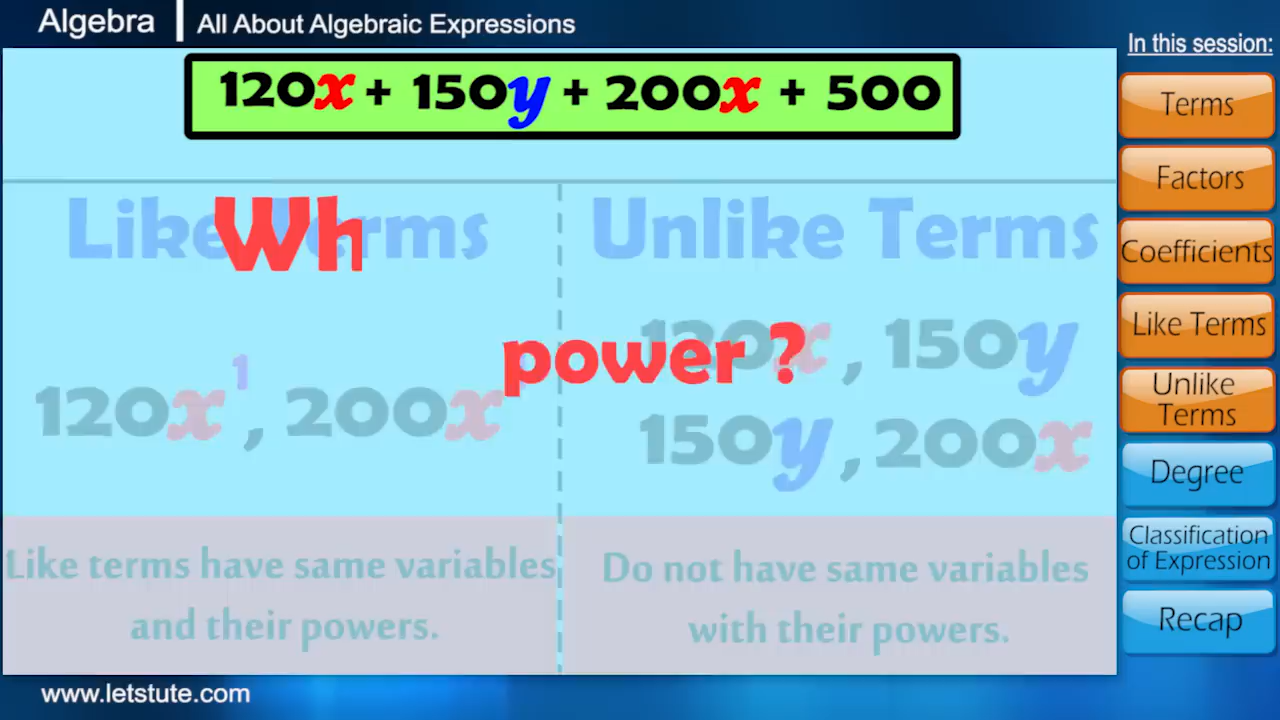 Algebra
All About Algebraic Expressions
In this session:
120x + 150y + 200x + 500
Terms
Factors
Coefficients
Like Terms
Unlike
Terms
Degree
Classification
of Expression
Recap
Like Terms
Unlike Terms
Wh
power ?
120x¹, 200x
120x, 150y
150y, 200x
Like terms have same variables
and their powers.
Do not have same variables
with their powers.
www.letstute.com